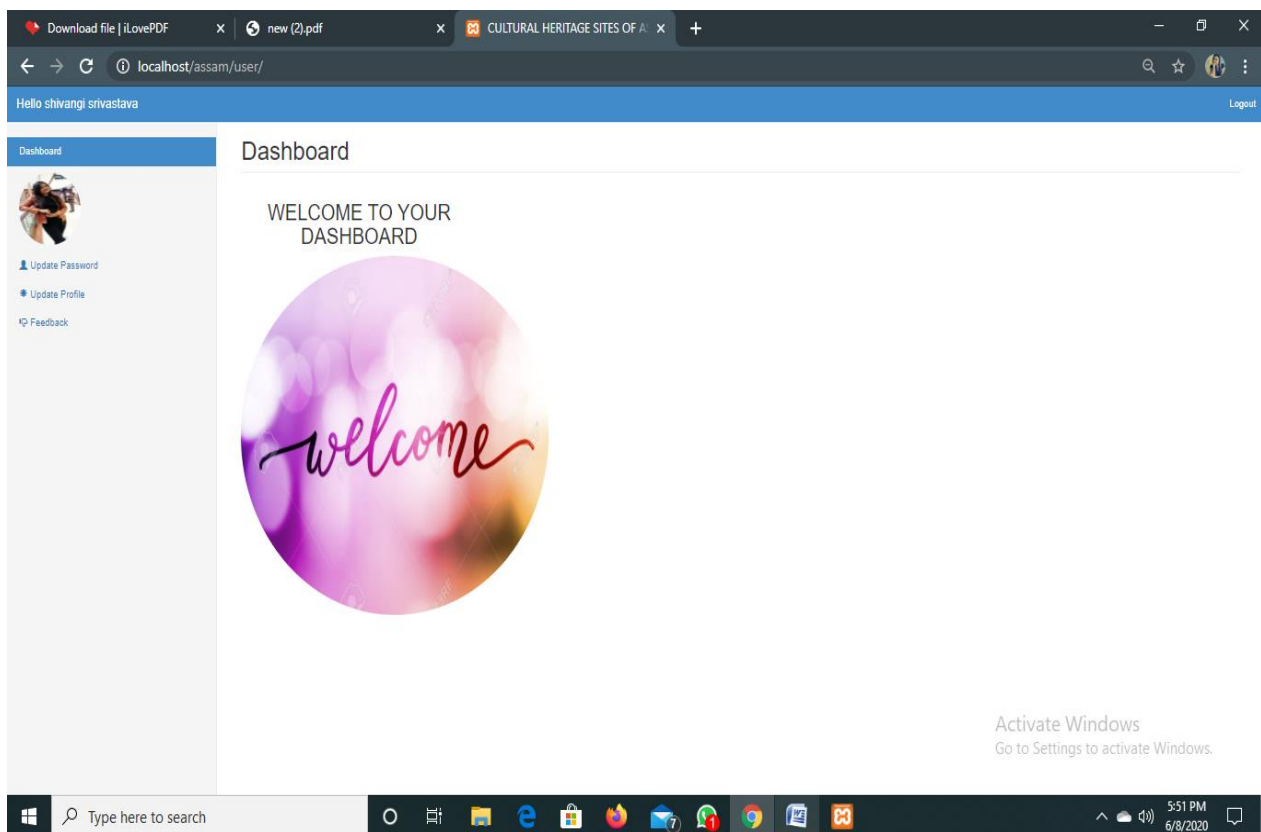 Download file | iLovePDF
new (2).pdf
CULTURAL HERITAGE SITES OF A
localhost/assam/user/
Hello shivangi srivastava
Logout
Dashboard
Dashboard
WELCOME TO YOUR
DASHBOARD
Update Password
Update Profile
Feedback
welcome
Activate Windows
Go to Settings to activate Windows.
Type here to search
7
1
5:51 PM
6/8/2020